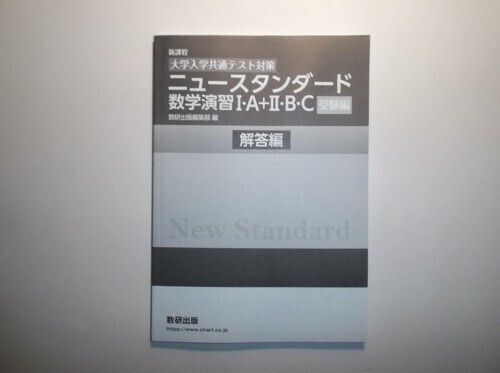 新課程
大学入学共通テスト対策
ニュースタンダード
数学演習I・A+II・B・C 受験編
数研出版編集部 編
解答編
New Standard
数研出版
https://www.chart.co.jp